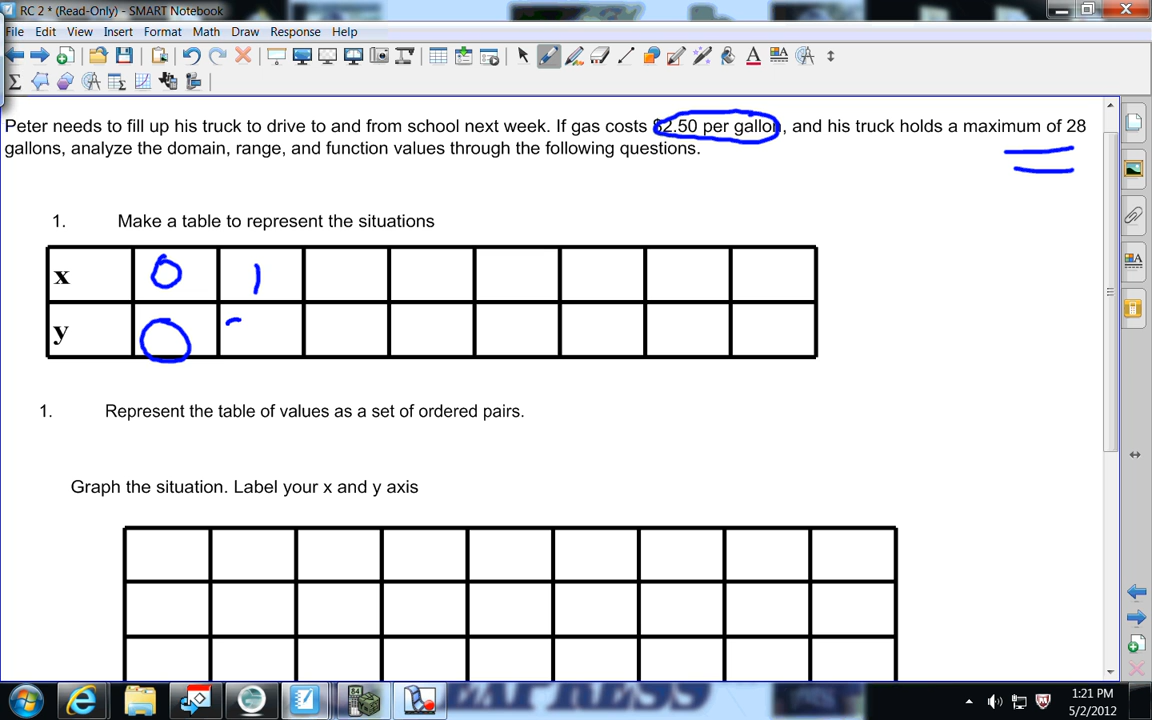 RC 2 * (Read-Only) - SMART Notebook
File Edit View Insert Format Math Draw Response Help
Peter needs to fill up his truck to drive to and from school next week. If gas costs $2.50 per gallon, and his truck holds a maximum of 28
gallons, analyze the domain, range, and function values through the following questions.
1. Make a table to represent the situations
x 0 1
y 0
1. Represent the table of values as a set of ordered pairs.
Graph the situation. Label your x and y axis
EXPRESS
1:21 PM
5/2/2012